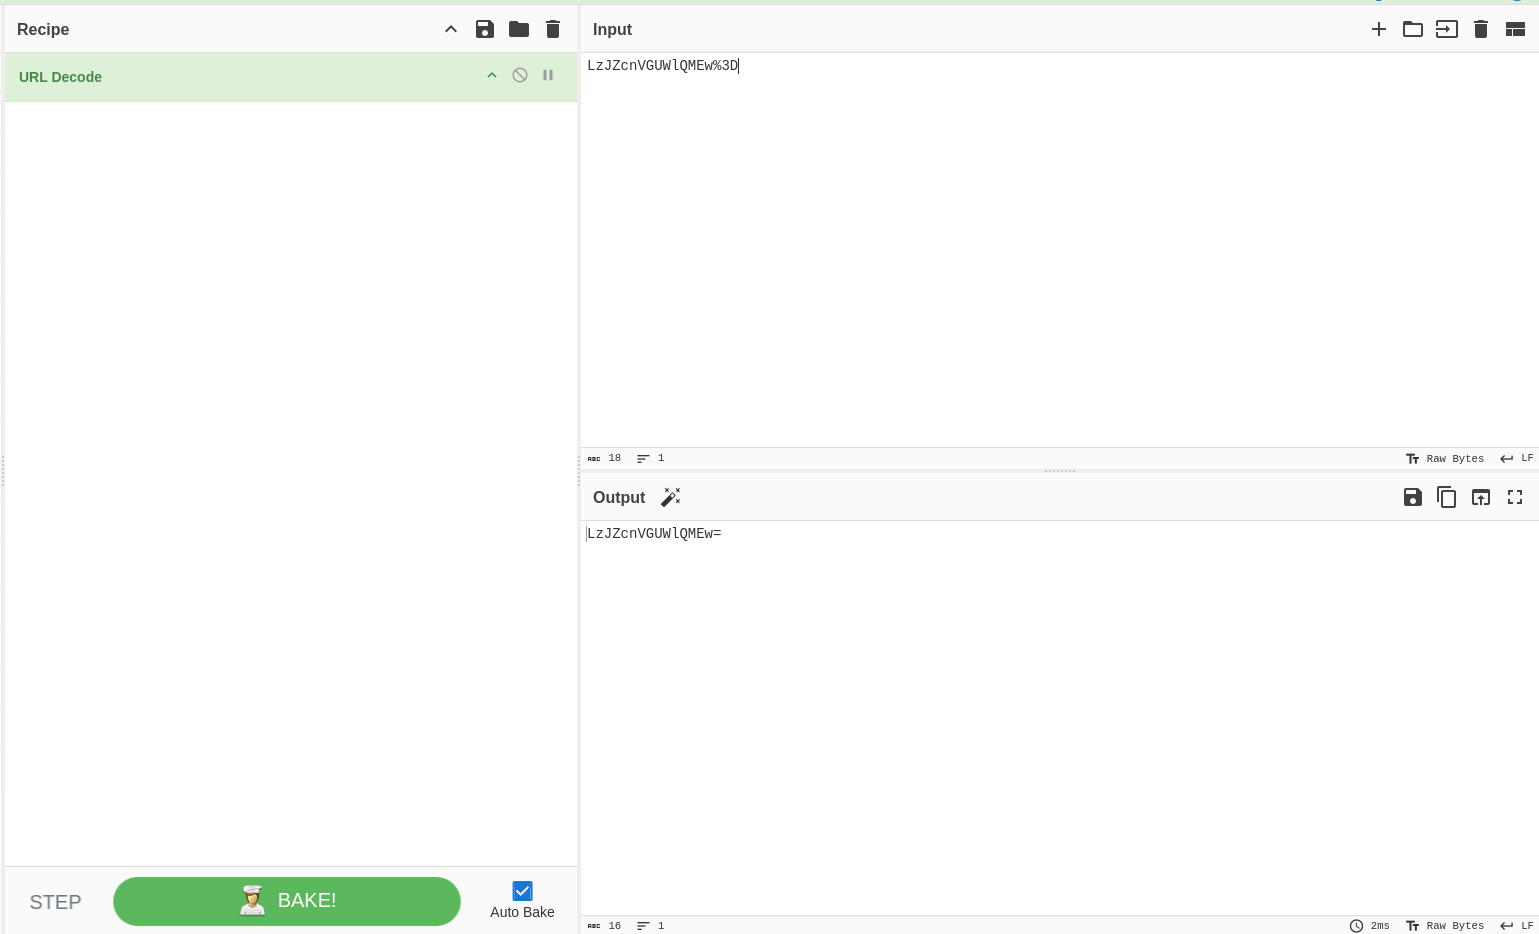 Recipe
URL Decode
STEP
BAKE!
Auto Bake
Input
LzJZcnVGUWlQMEw%3D
ABC 18 1
Raw Bytes LF
Output
LzJZcnVGUWlQMEw=
ABC 16 1
2ms Raw Bytes LF